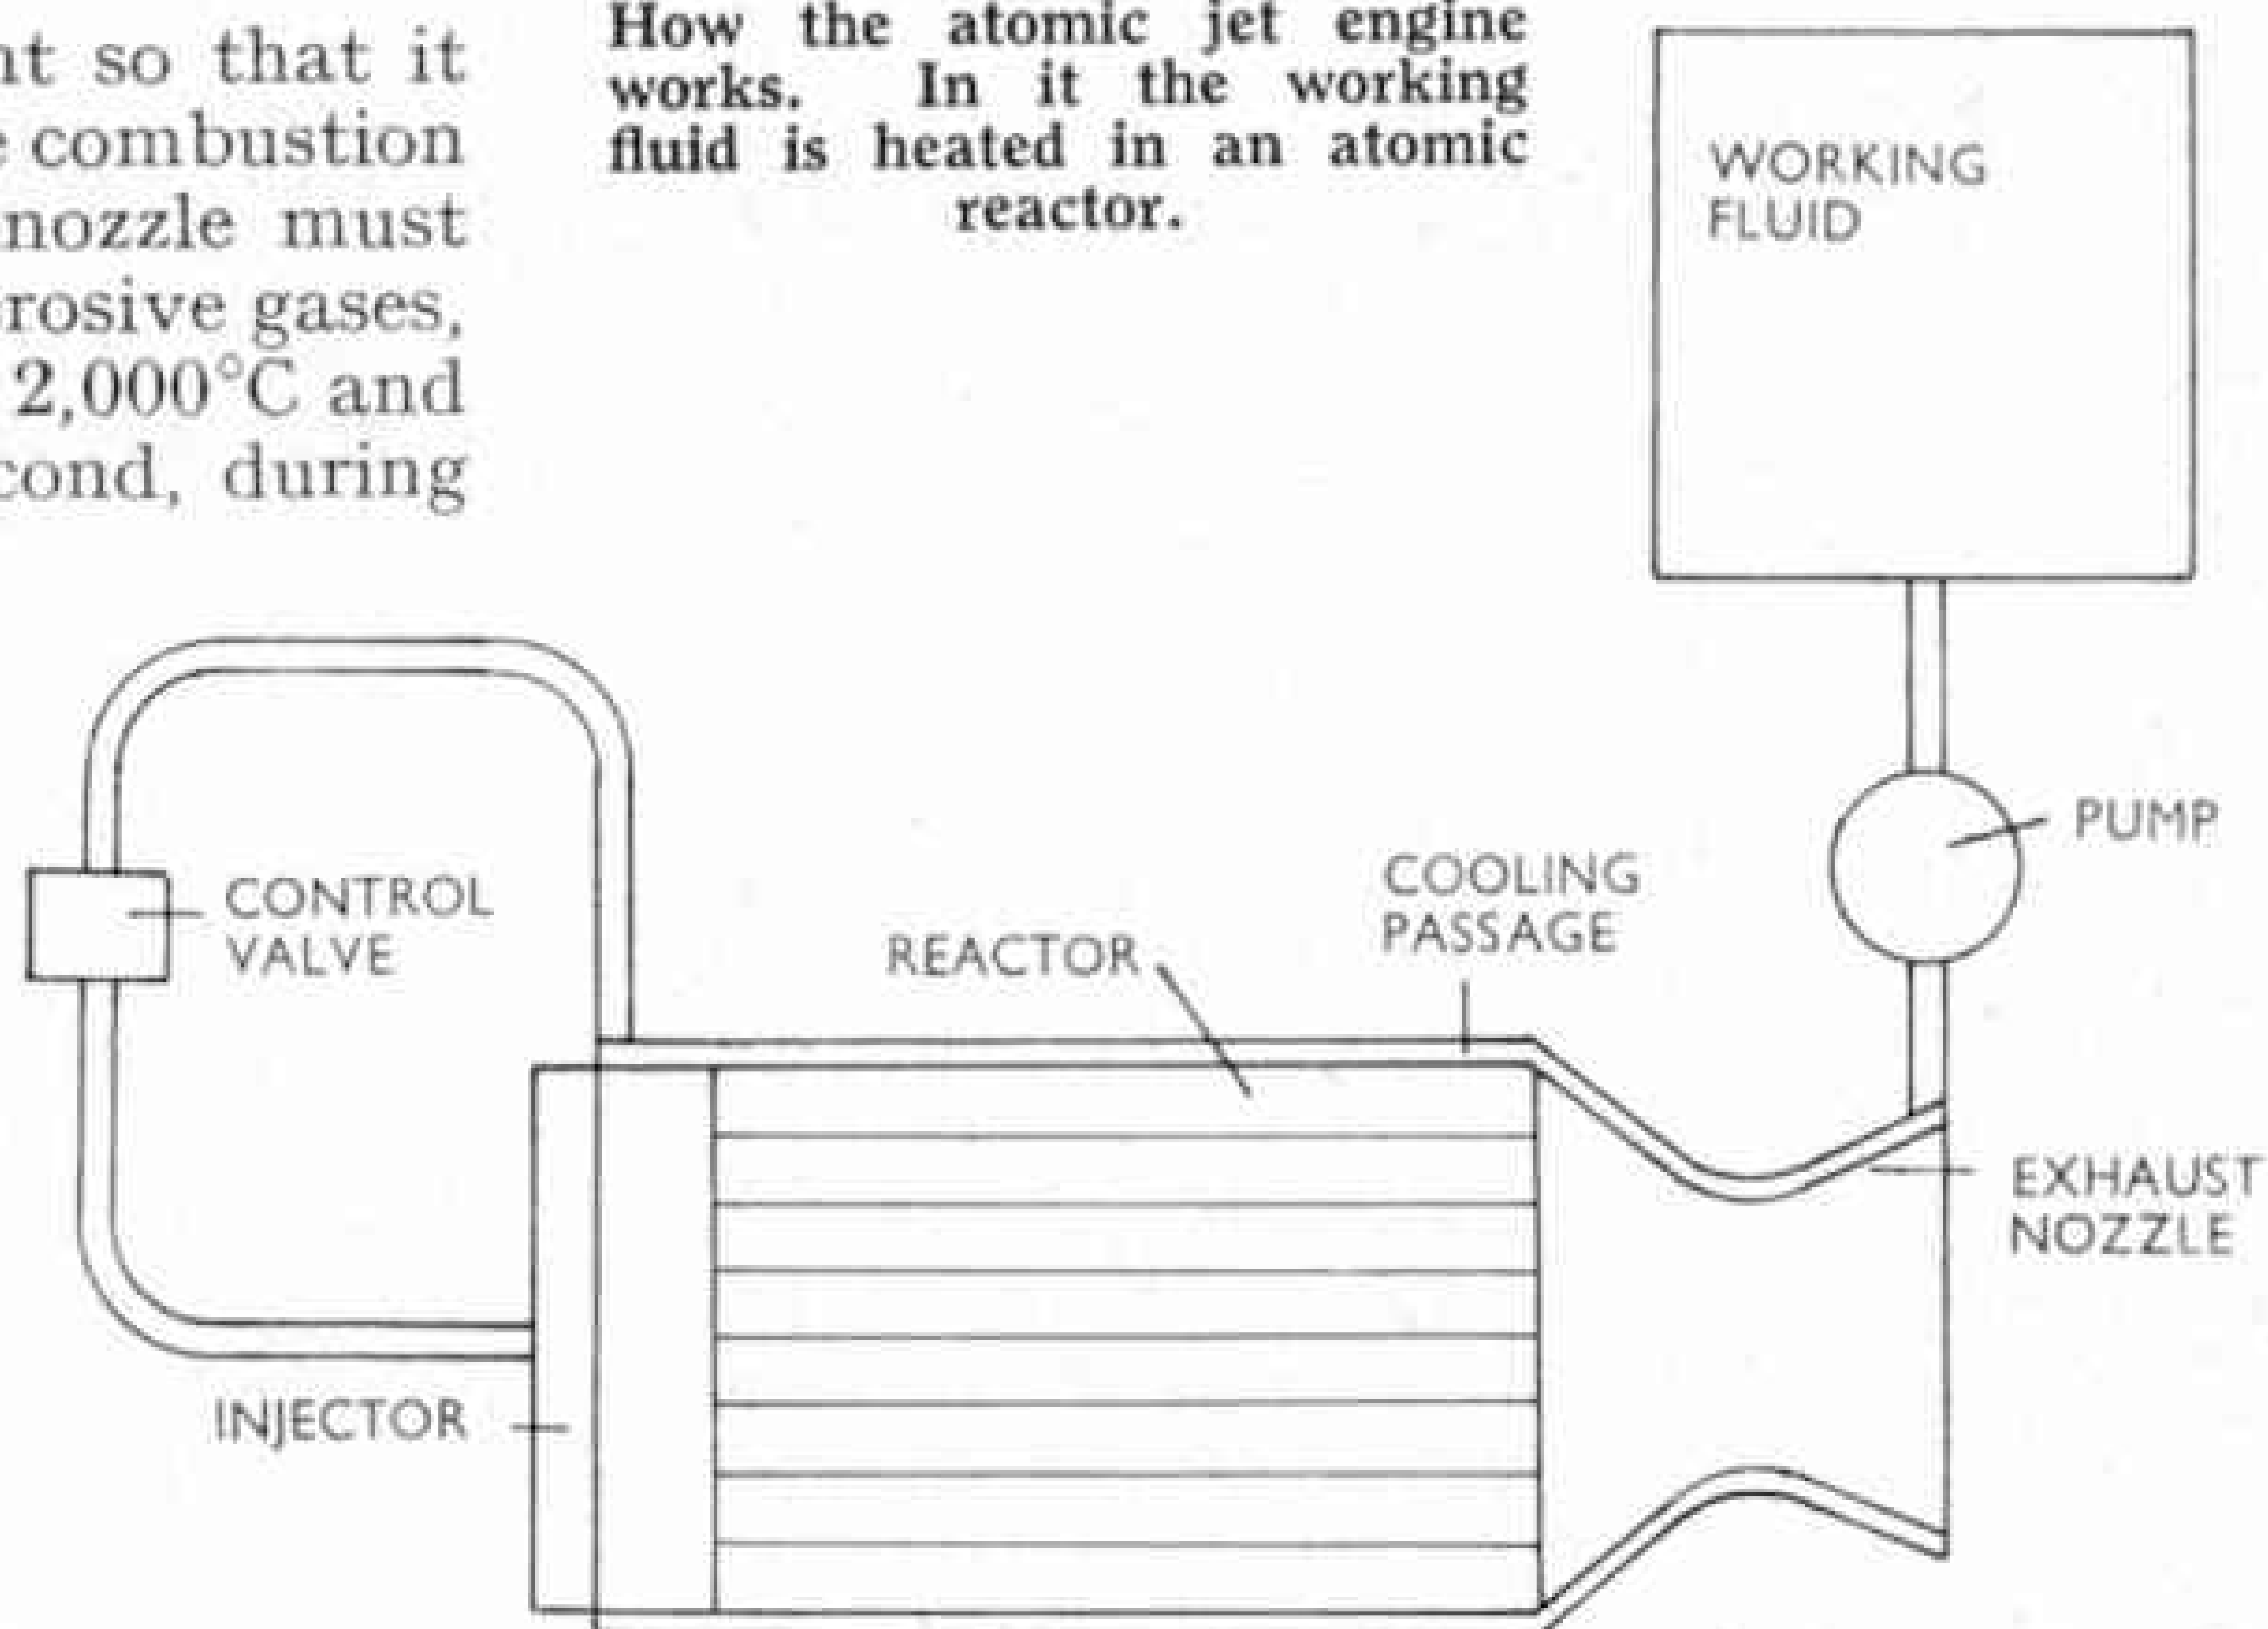 nt so that it
combustion
nozzle must
rosive gases,
2,000°C and
cond, during
How the atomic jet engine
works. In it the working
fluid is heated in an atomic
reactor.
WORKING
FLUID
PUMP
COOLING
PASSAGE
CONTROL
VALVE
REACTOR
EXHAUST
NOZZLE
INJECTOR